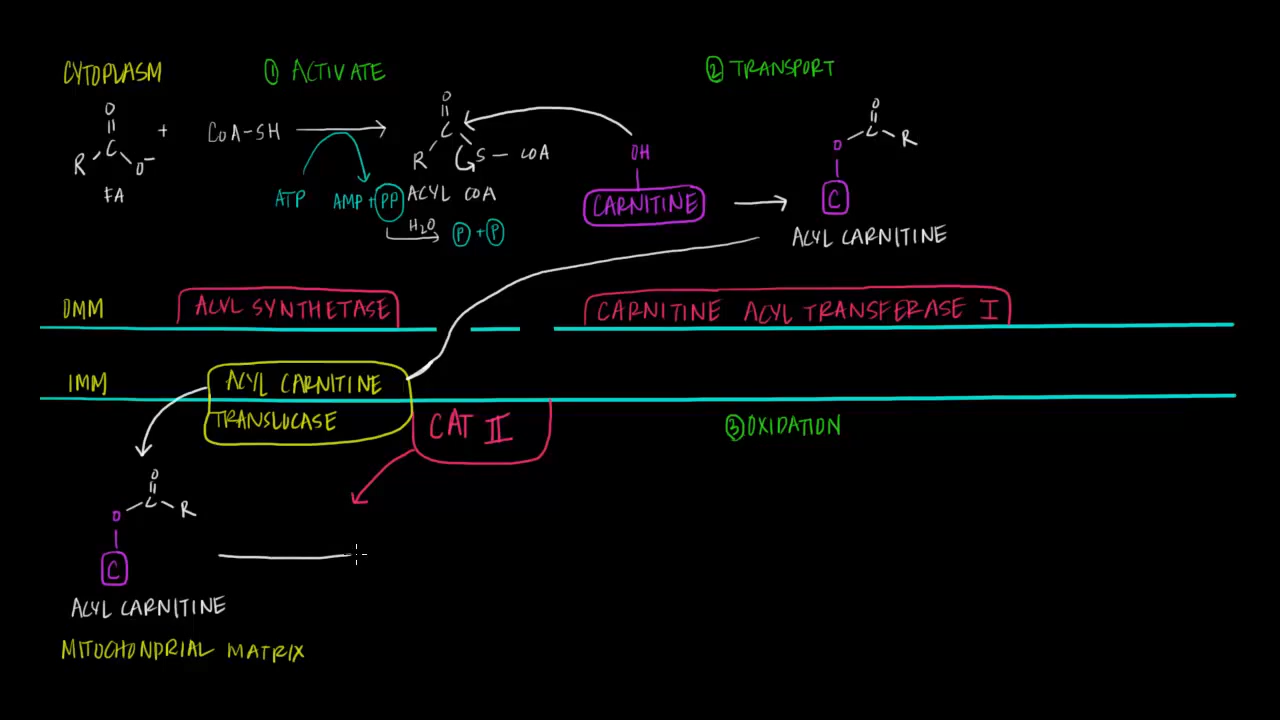 CYTOPLASM
① ACTIVATE
② TRANSPORT
O
C
R
O⁻
FA
+
CoA-SH
ATP
AMP + PP
H2O
P + P
O
C
R
S — COA
ACYL COA
OH
CARNITINE
O
C
R
O
C
ACYL CARNITINE
OMM
ACYL SYNTHETASE
CARNITINE ACYL TRANSFERASE I
IMM
ACYL CARNITINE
TRANSLOCASE
CAT II
③ OXIDATION
O
C
R
O
C
ACYL CARNITINE
MITOCHONDRIAL MATRIX